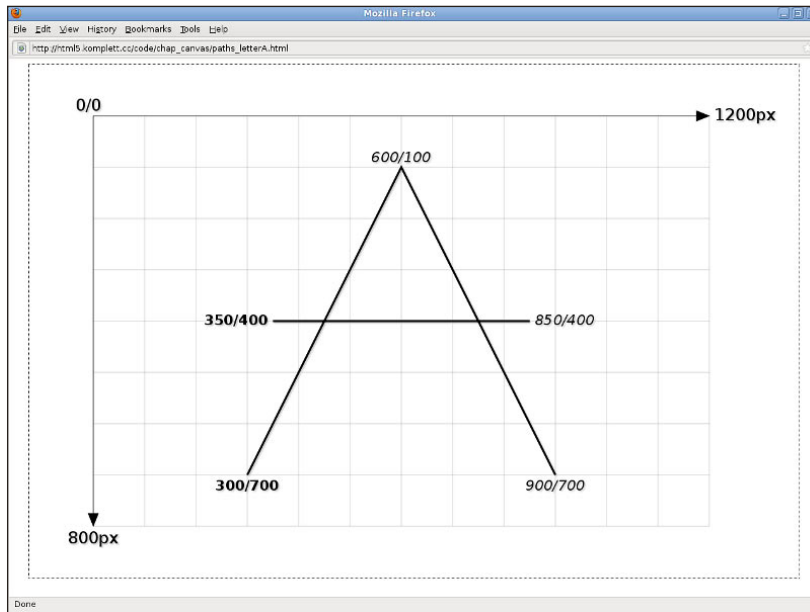 Mozilla Firefox
File Edit View History Bookmarks Tools Help
http://html5.komplett.cc/code/chap_canvas/paths_letterA.html
0/0
1200px
600/100
350/400
850/400
300/700
900/700
800px
Done